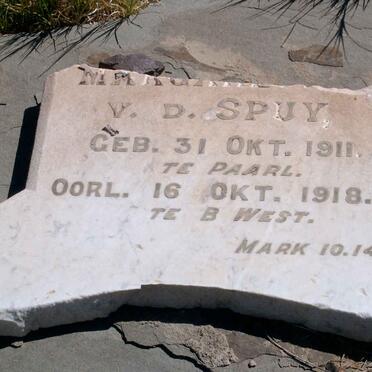 V. D. SPUY
GEB. 31 OKT. 1911.
TE PAARL.
OORL. 16 OKT. 1918.
TE B WEST.
MARK 10.14